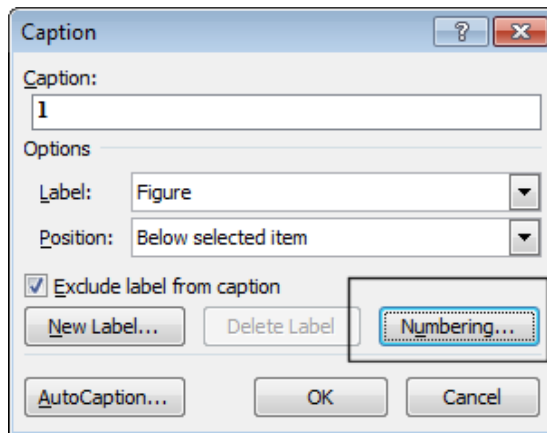 Caption
Caption:
1
Options
Label: Figure
Position: Below selected item
Exclude label from caption
New Label... Delete Label Numbering...
AutoCaption... OK Cancel